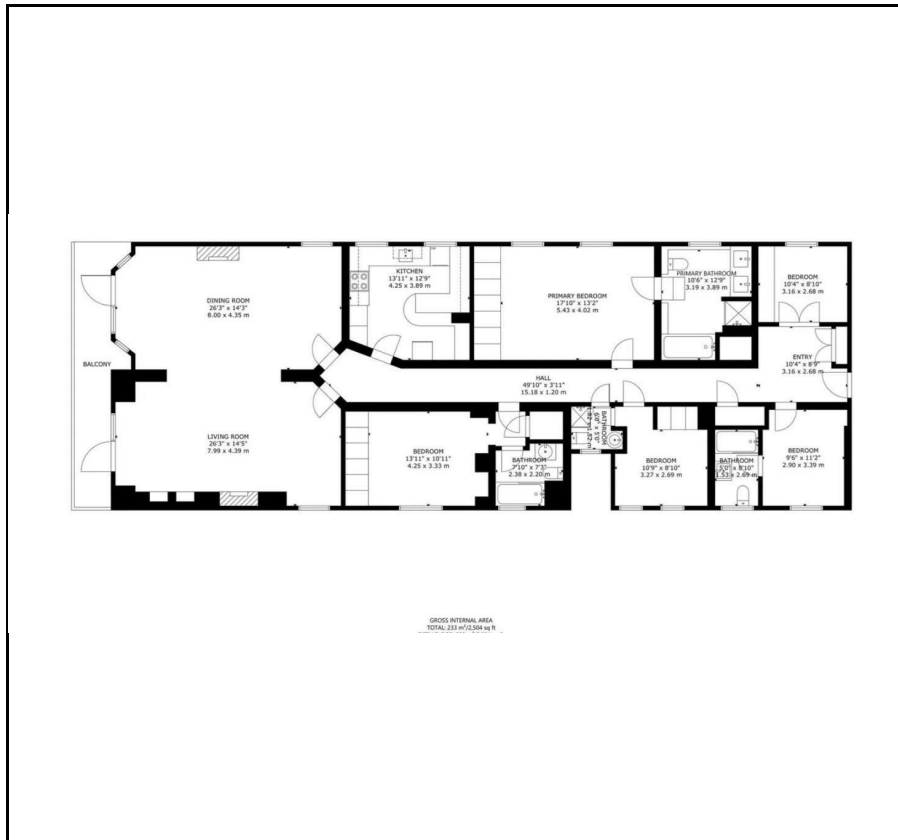 KITCHEN
13'11" x 12'9"
4.25 x 3.89 m
PRIMARY BATHROOM
10'6" x 12'9"
3.19 x 3.89 m
BEDROOM
10'4" x 8'10"
3.16 x 2.68 m
DINING ROOM
26'3" x 14'3"
8.00 x 4.35 m
PRIMARY BEDROOM
17'10" x 13'2"
5.43 x 4.02 m
BALCONY
HALL
49'10" x 3'11"
15.18 x 1.20 m
ENTRY
10'4" x 8'9"
3.16 x 2.68 m
LIVING ROOM
26'3" x 14'5"
7.99 x 4.39 m
BEDROOM
13'11" x 10'11"
4.25 x 3.33 m
BATHROOM
7'10" x 7'3"
2.38 x 2.20 m
BATHROOM
6'0" x 5'0"
BEDROOM
10'9" x 8'10"
3.27 x 2.69 m
BATHROOM
5'0" x 8'10"
1.53 x 2.69 m
BEDROOM
9'6" x 11'2"
2.90 x 3.39 m
GROSS INTERNAL AREA
TOTAL: 233 m²/2,504 sq ft